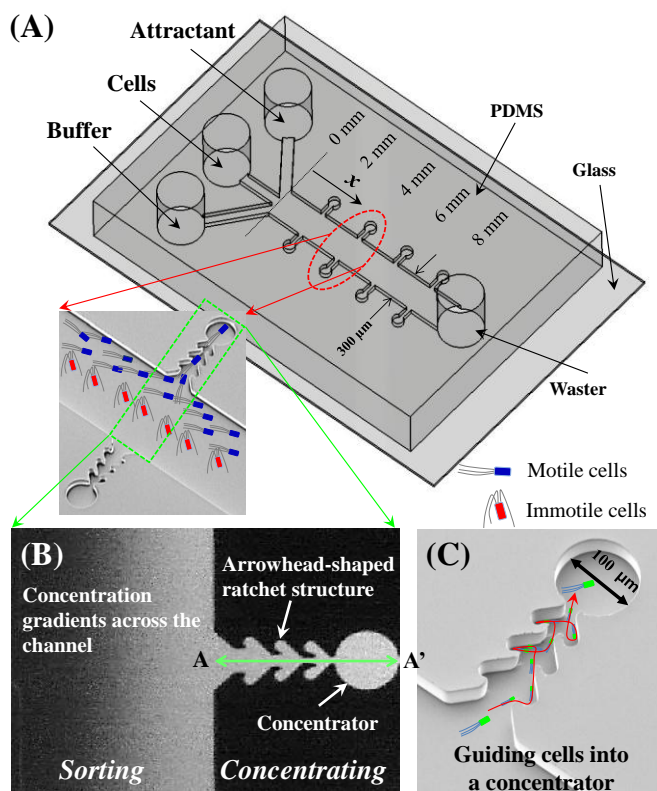 (A)
Attractant
Cells
Buffer
0 mm
2 mm
4 mm
6 mm
8 mm
x
PDMS
Glass
300 µm
Waster
Motile cells
Immotile cells
(B)
Arrowhead-shaped
ratchet structure
Concentration
gradients across the
channel
A
A'
Concentrator
Sorting
Concentrating
(C)
100 µm
Guiding cells into
a concentrator